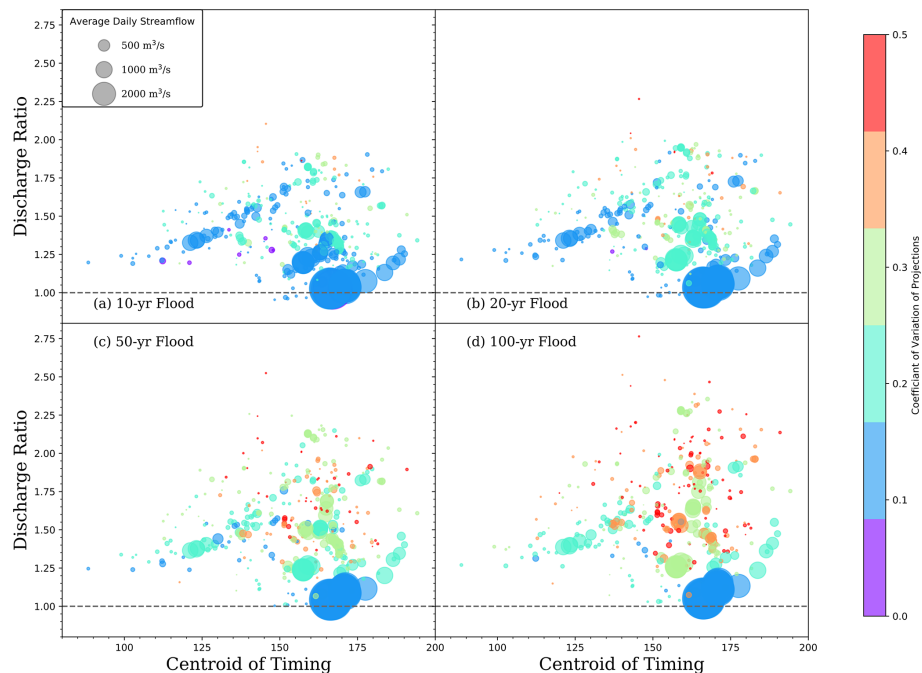 Average Daily Streamflow
500 m³/s
1000 m³/s
2000 m³/s
2.75
2.50
2.25
2.00
1.75
1.50
1.25
1.00
Discharge Ratio
(a) 10-yr Flood
(b) 20-yr Flood
(c) 50-yr Flood
(d) 100-yr Flood
2.75
2.50
2.25
2.00
1.75
1.50
1.25
1.00
Discharge Ratio
100
125
150
175
200
100
125
150
175
200
Centroid of Timing
Centroid of Timing
0.5
0.4
0.3
0.2
0.1
0.0
Coefficiant of Variation of Projections